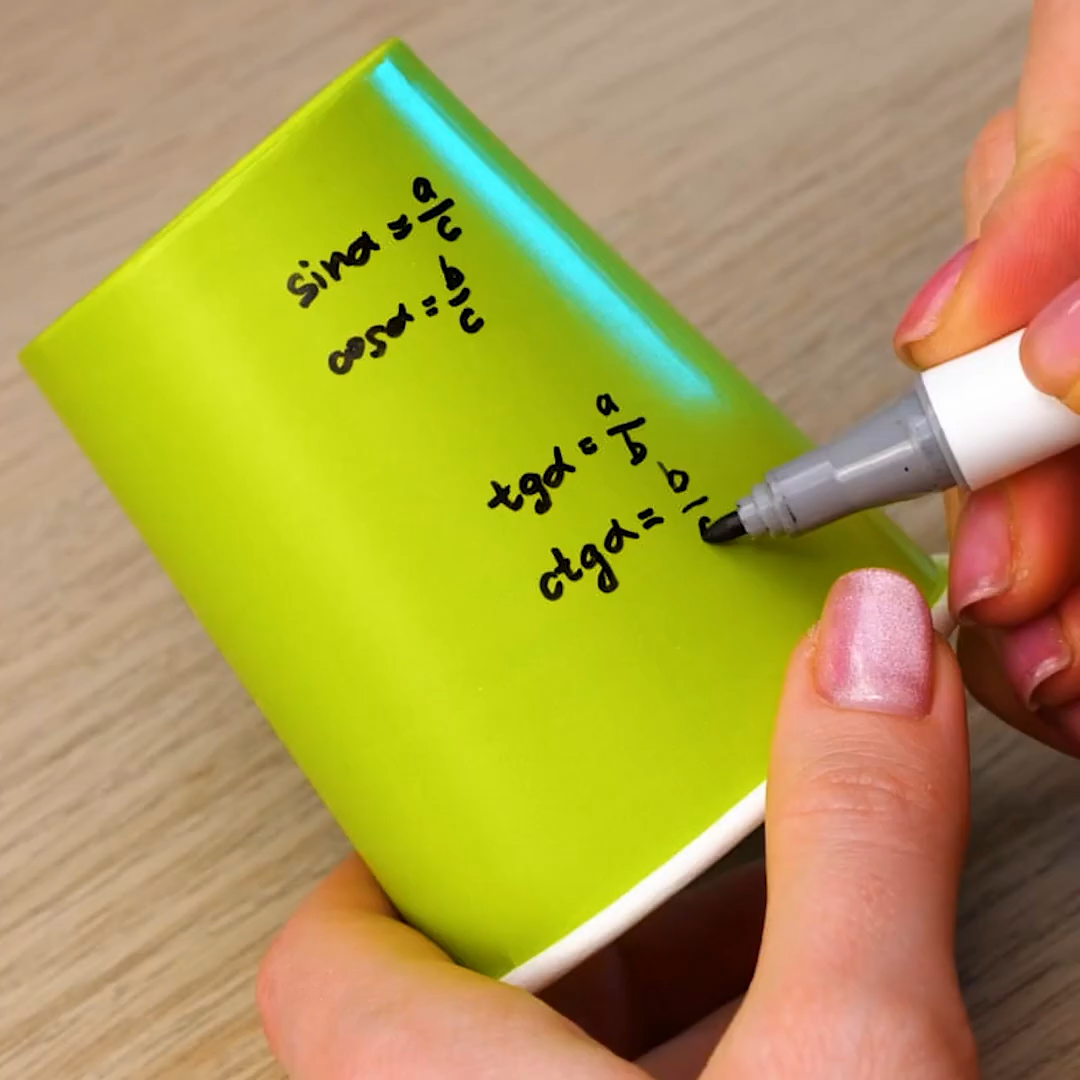 sinα = a/c
cosα = b/c
tgα = a/b
ctgα = b/